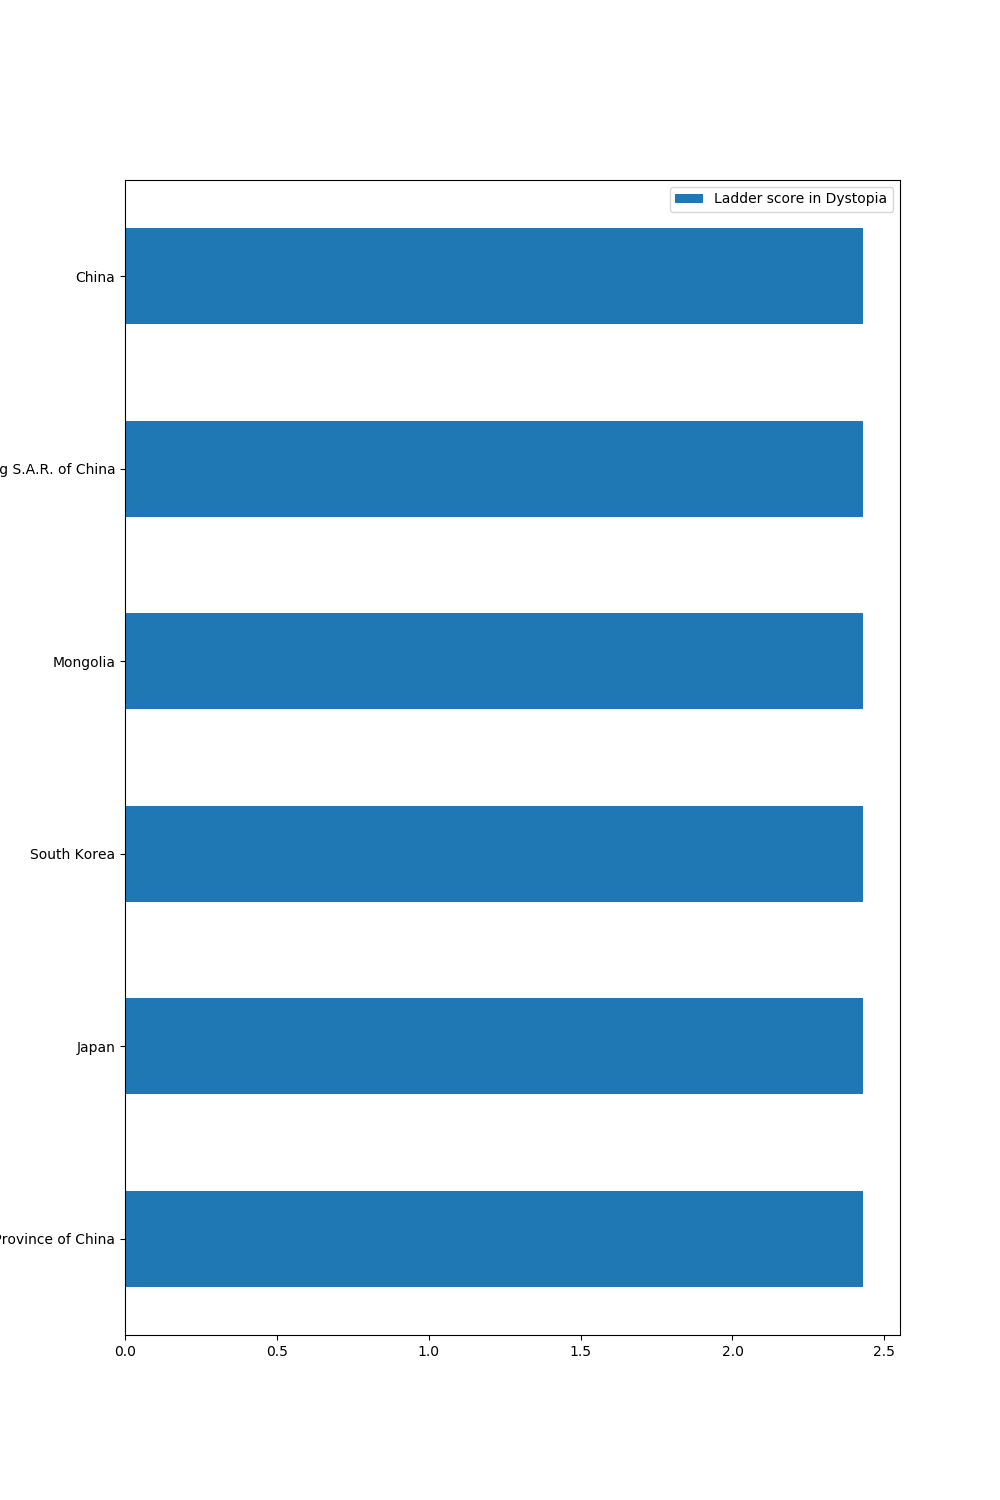 Ladder score in Dystopia
China
S.A.R. of China
Mongolia
South Korea
Japan
Province of China
0.0 0.5 1.0 1.5 2.0 2.5